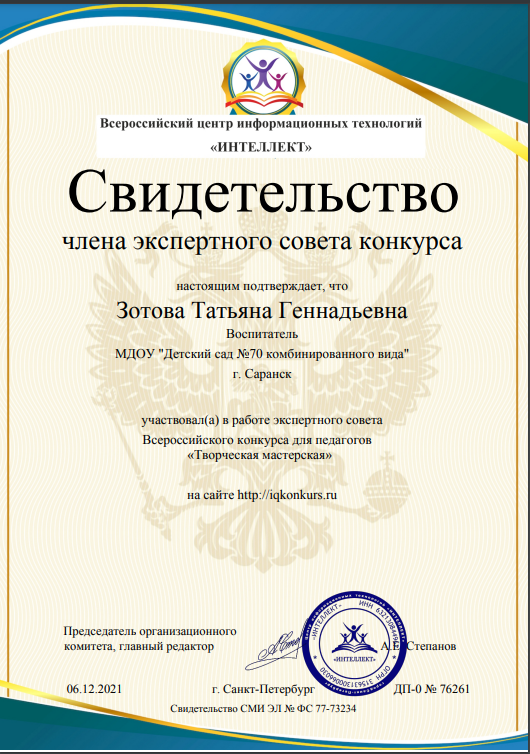 Всероссийский центр информационных технологий
«ИНТЕЛЛЕКТ»
Свидетельство
члена экспертного совета конкурса
настоящим подтверждает, что
Зотова Татьяна Геннадьевна
Воспитатель
МДОУ "Детский сад №70 комбинированного вида"
г. Саранск
участвовал(а) в работе экспертного совета
Всероссийского конкурса для педагогов
«Творческая мастерская»
на сайте http://iqkonkurs.ru
Председатель организационного
комитета, главный редактор
А.Е. Степанов
«ИНТЕЛЛЕКТ»
ИНН
«ИНТЕЛЛЕКТ»
ОГРН
06.12.2021 г. Санкт-Петербург ДП-0 № 76261
Свидетельство СМИ ЭЛ № ФС 77-73234